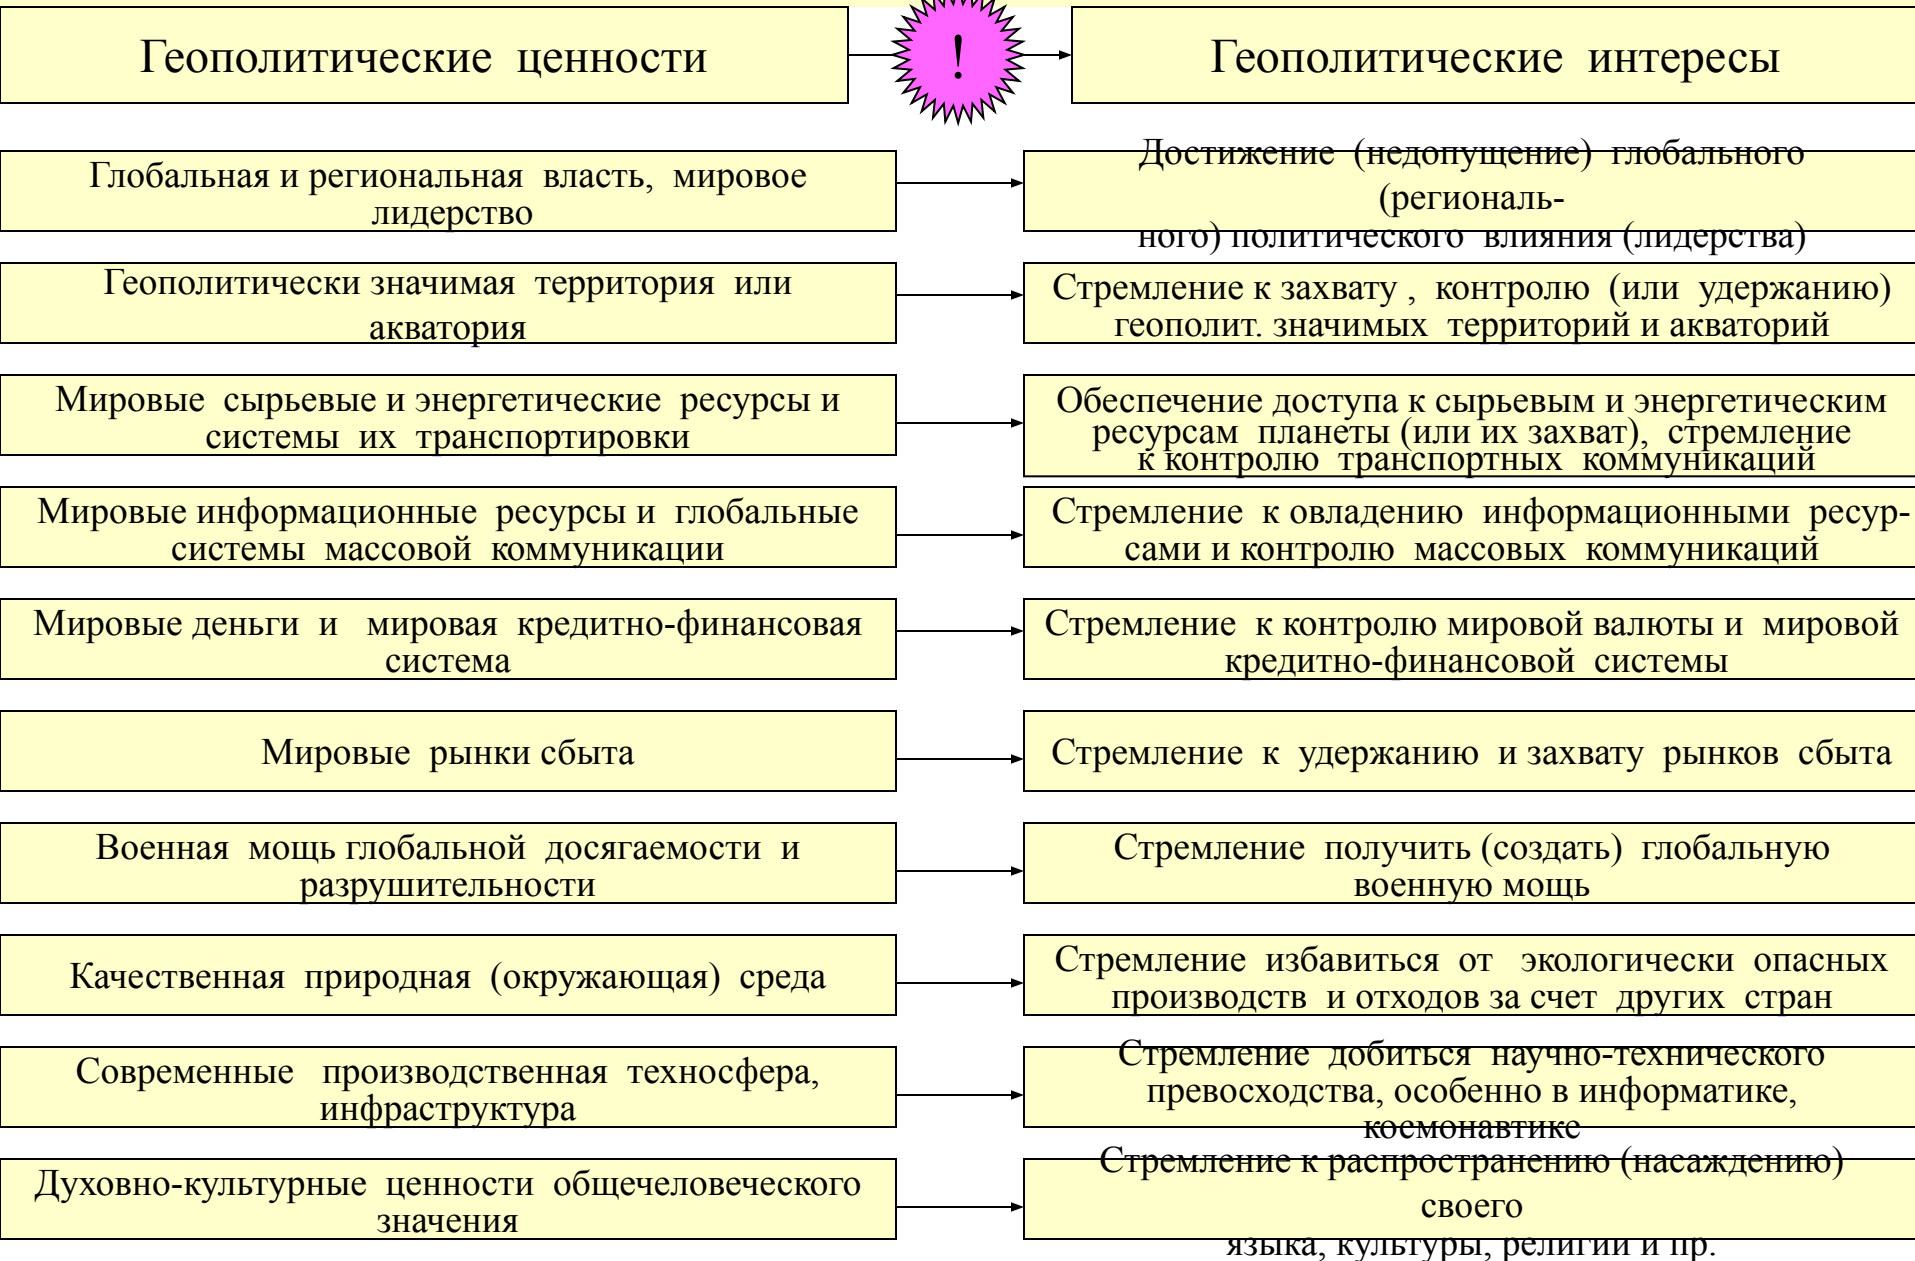 Геополитические ценности
!
Геополитические интересы
Глобальная и региональная власть, мировое
лидерство
Достижение (недопущение) глобального
(региональ-
ного) политического влияния (лидерства)
Геополитически значимая территория или
акватория
Стремление к захвату , контролю (или удержанию)
геополит. значимых территорий и акваторий
Мировые сырьевые и энергетические ресурсы и
системы их транспортировки
Обеспечение доступа к сырьевым и энергетическим
ресурсам планеты (или их захват), стремление
к контролю транспортных коммуникаций
Мировые информационные ресурсы и глобальные
системы массовой коммуникации
Стремление к овладению информационными ресур-
сами и контролю массовых коммуникаций
Мировые деньги и мировая кредитно-финансовая
система
Стремление к контролю мировой валюты и мировой
кредитно-финансовой системы
Мировые рынки сбыта
Стремление к удержанию и захвату рынков сбыта
Военная мощь глобальной досягаемости и
разрушительности
Стремление получить (создать) глобальную
военную мощь
Качественная природная (окружающая) среда
Стремление избавиться от экологически опасных
производств и отходов за счет других стран
Современные производственная техносфера,
инфраструктура
Стремление добиться научно-технического
превосходства, особенно в информатике,
космонавтике
Духовно-культурные ценности общечеловеческого
значения
Стремление к распространению (насаждению)
своего
языка, культуры, религии и пр.